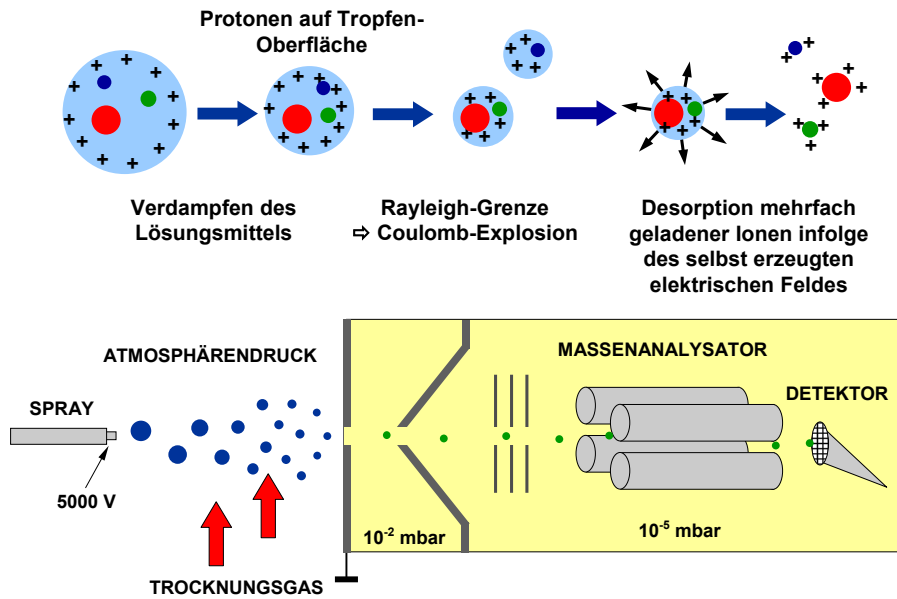 Protonen auf Tropfen-
Oberfläche
+ + + + + + + + + + + +
+ + + + + + + + + + +
+ + + + +
+ + + + + + +
+ + + + + + +
+ + + + + + +
Verdampfen des
Lösungsmittels
Rayleigh-Grenze
⇨ Coulomb-Explosion
Desorption mehrfach
geladener Ionen infolge
des selbst erzeugten
elektrischen Feldes
ATMOSPHÄRENDRUCK
MASSENANALYSATOR
SPRAY
DETEKTOR
5000 V
10⁻² mbar
10⁻⁵ mbar
TROCKNUNGSGAS